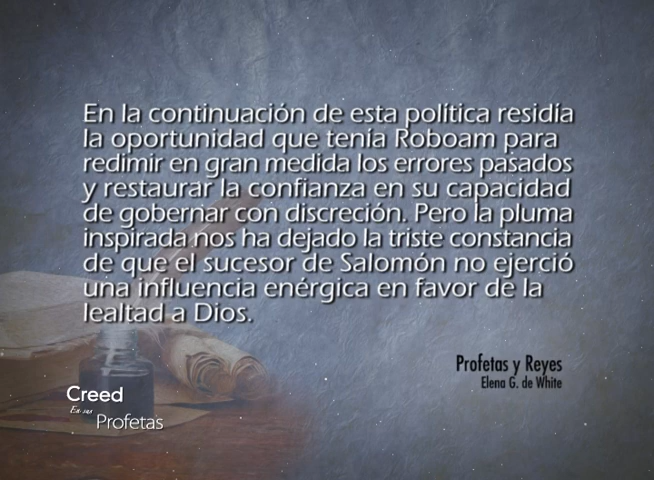 En la continuación de esta política residía
la oportunidad que tenía Roboam para
redimir en gran medida los errores pasados
y restaurar la confianza en su capacidad
de gobernar con discreción. Pero la pluma
inspirada nos ha dejado la triste constancia
de que el sucesor de Salomón no ejerció
una influencia enérgica en favor de la
lealtad a Dios.
Profetas y Reyes
Elena G. de White
Creed
En sus
Profetas